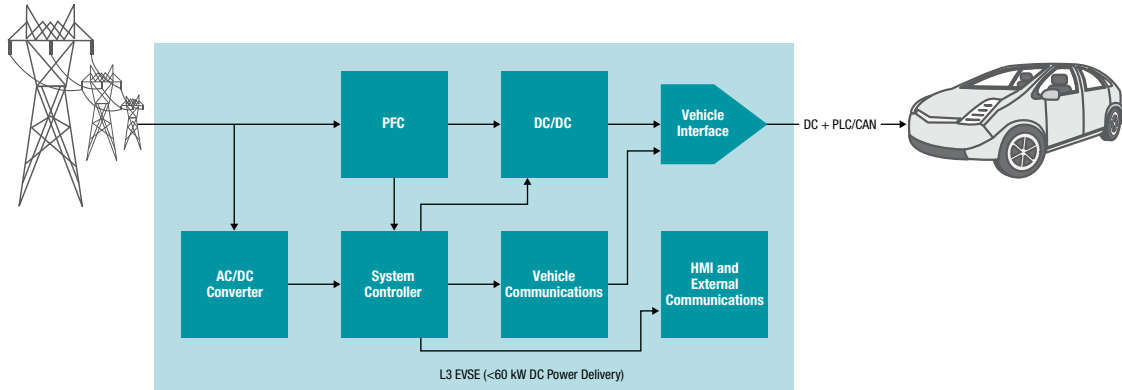 PFC
DC/DC
Vehicle
Interface
DC + PLC/CAN
AC/DC
Converter
System
Controller
Vehicle
Communications
HMI and
External
Communications
L3 EVSE (<60 kW DC Power Delivery)